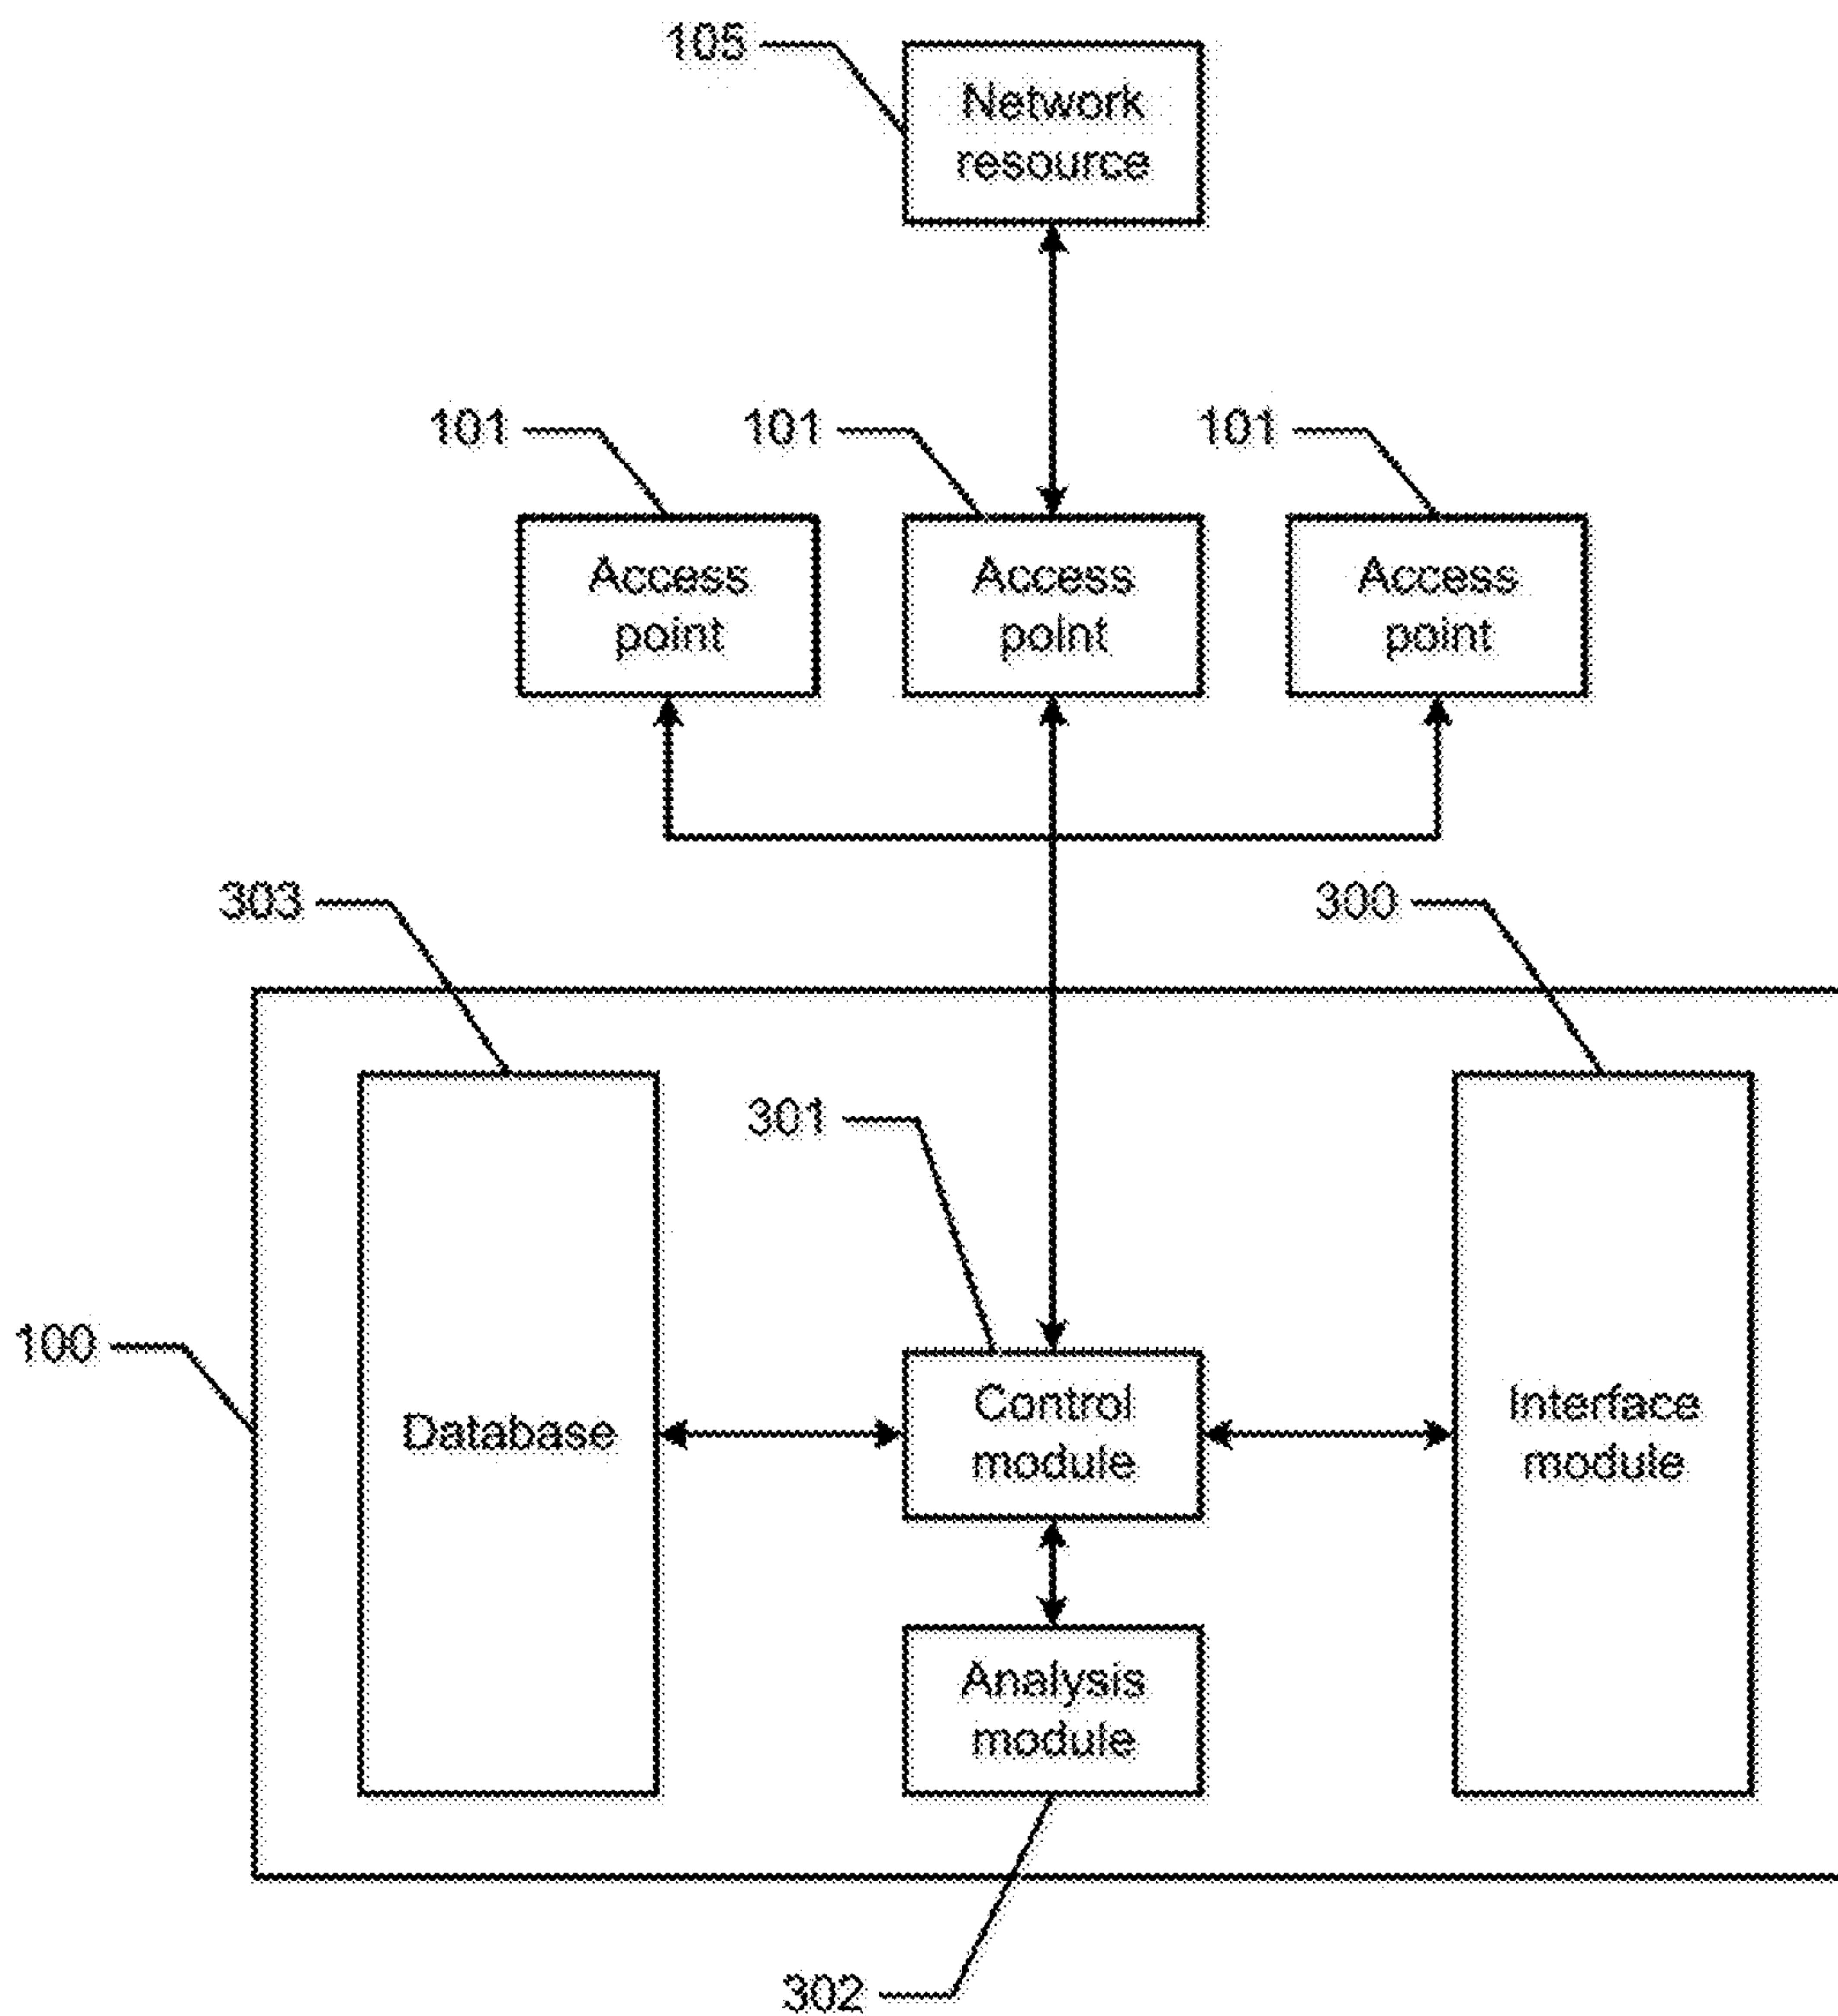 105
Network
resource
101
101
101
Access
point
Access
point
Access
point
303
300
301
100
Database
Control
module
Interface
module
Analysis
module
302